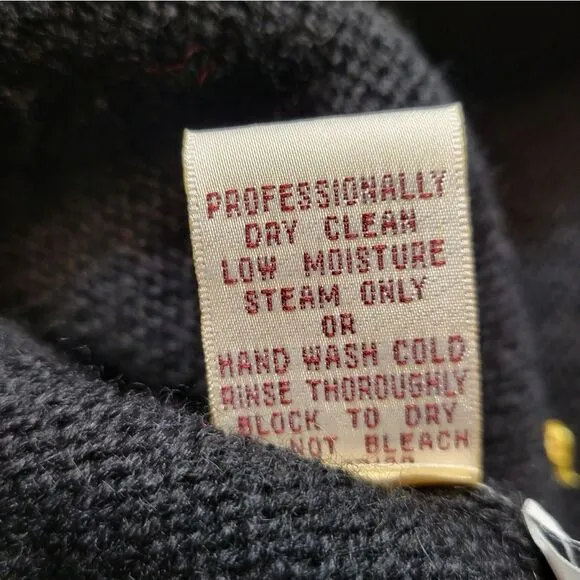 PROFESSIONALLY
DRY CLEAN
LOW MOISTURE
STEAM ONLY
OR
HAND WASH COLD
RINSE THOROUGHLY
BLOCK TO DRY
NOT BLEACH